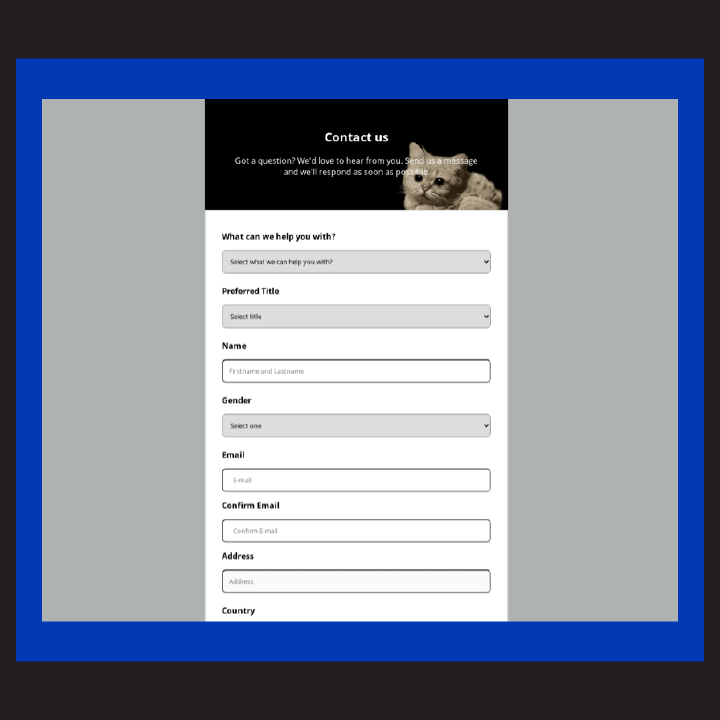 Contact us
Got a question? We'd love to hear from you. Send us a message
and we'll respond as soon as possible.
What can we help you with?
Select what we can help you with?
Preferred Title
Select title
Name
Firstname and Lastname
Gender
Select one
Email
E-mail
Confirm Email
Confirm E-mail
Address
Address
Country